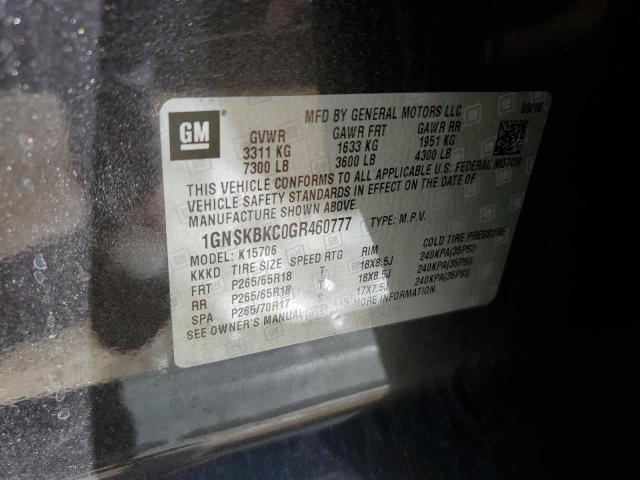 GM
MFD BY GENERAL MOTORS LLC 08/16
GVWR GAWR FRT GAWR RR
3311 KG 1633 KG 1951 KG
7300 LB 3600 LB 4300 LB
THIS VEHICLE CONFORMS TO ALL APPLICABLE U.S. FEDERAL MOTOR
VEHICLE SAFETY STANDARDS IN EFFECT ON THE DATE OF
MANUFACTURE SHOWN ABOVE.
1GNSKBKC0GR460777 TYPE: M.P.V.
MODEL: K15706
KKKD TIRE SIZE SPEED RTG RIM COLD TIRE PRESSURE
FRT P265/65R18 T 18X8.5J 240KPA(35PSI)
RR P265/65R18 T 18X8.5J 240KPA(35PSI)
SPA P265/70R17 S 17X7.5J 240KPA(35PSI)
SEE OWNER'S MANUAL FOR MORE INFORMATION.